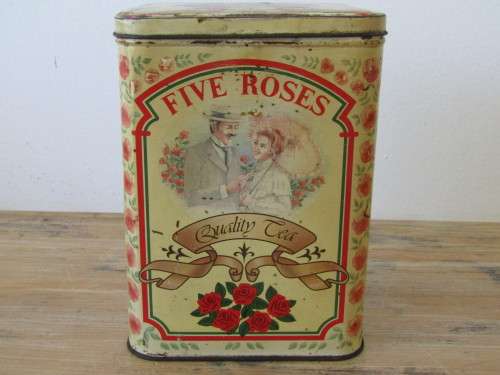 FIVE ROSES
Quality Tea